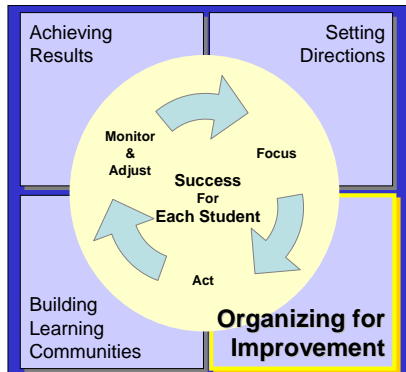 Achieving
Results
Setting
Directions
Monitor
&
Adjust
Focus
Success
For
Each Student
Act
Building
Learning
Communities
Organizing for
Improvement